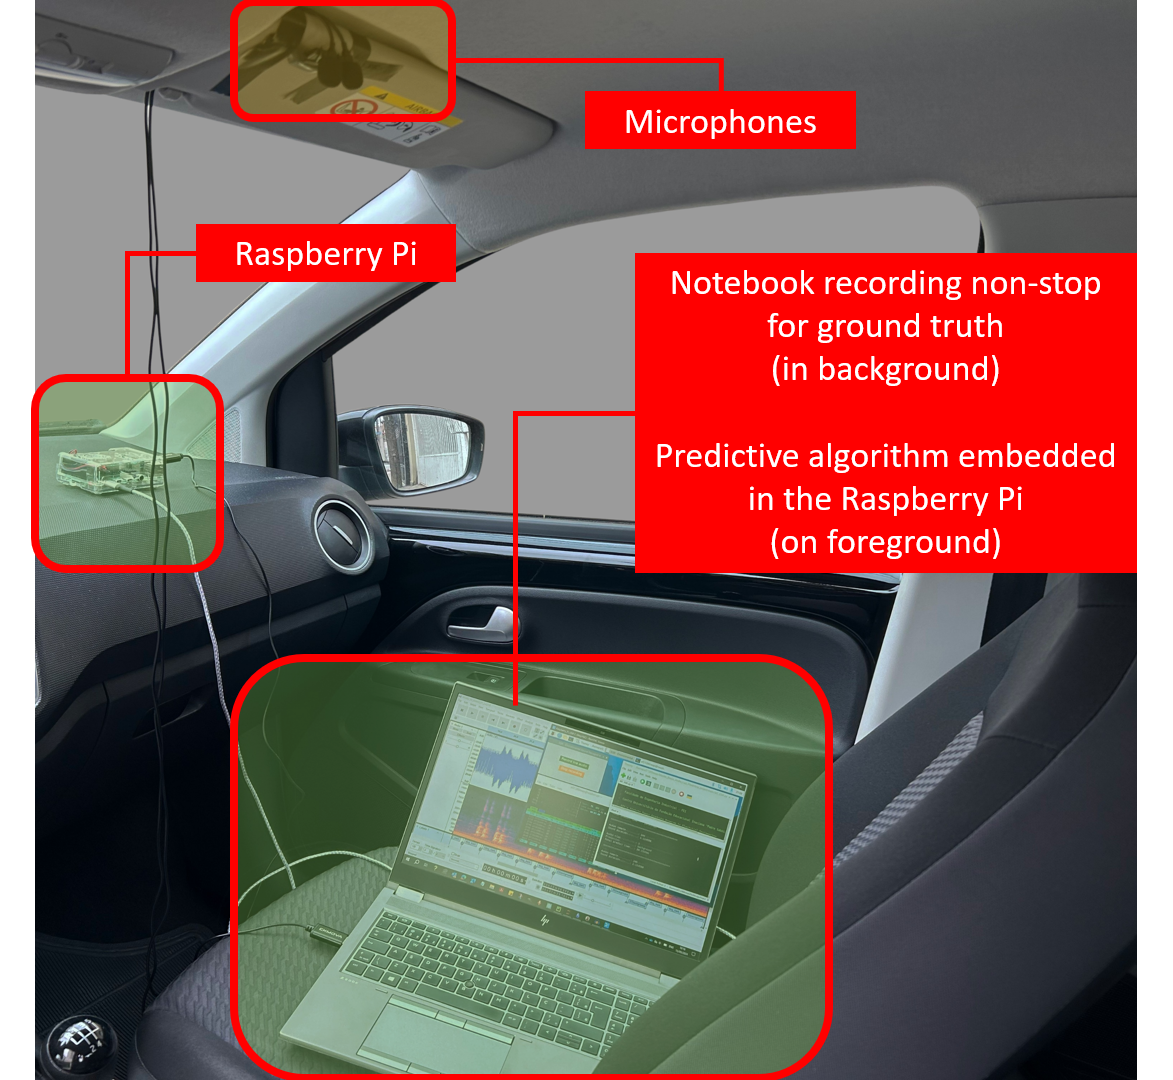 Microphones
Raspberry Pi
Notebook recording non-stop
for ground truth
(in background)
Predictive algorithm embedded
in the Raspberry Pi
(on foreground)
hp